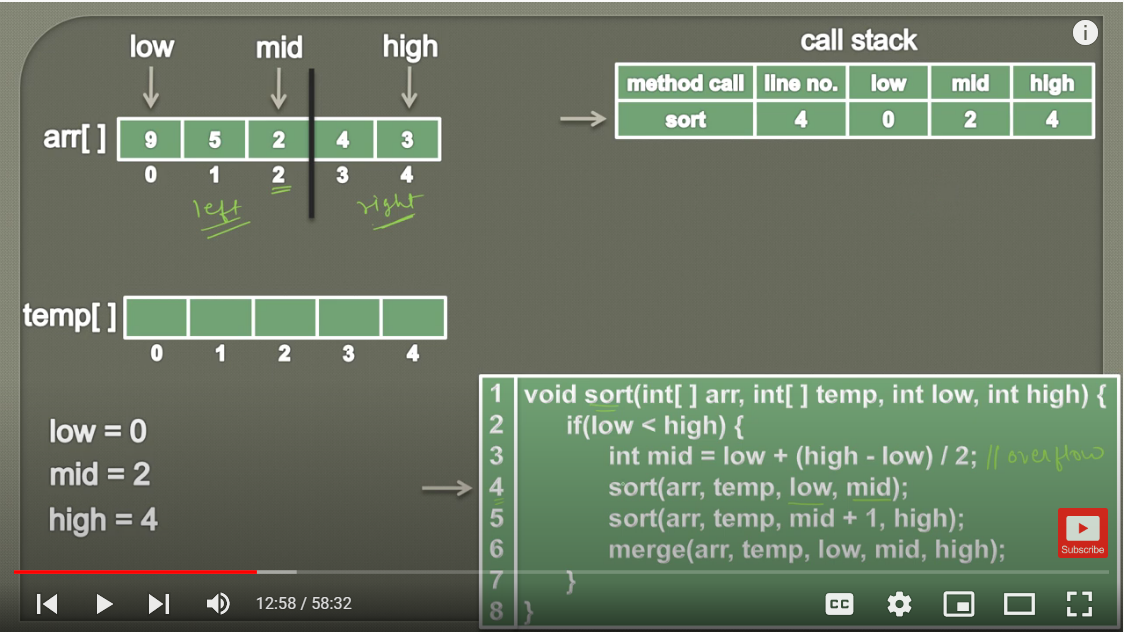 low mid high
arr[ ] 9 5 2 4 3
0 1 2 3 4
left right
call stack
method call line no. low mid high
sort 4 0 2 4
temp[ ]
0 1 2 3 4
low = 0
mid = 2
high = 4
1 void sort(int[ ] arr, int[ ] temp, int low, int high) {
2 if(low < high) {
3 int mid = low + (high - low) / 2; // overflow
4 sort(arr, temp, low, mid);
5 sort(arr, temp, mid + 1, high);
6 merge(arr, temp, low, mid, high);
7 }
8 }
Subscribe
12:58 / 58:32
CC
i